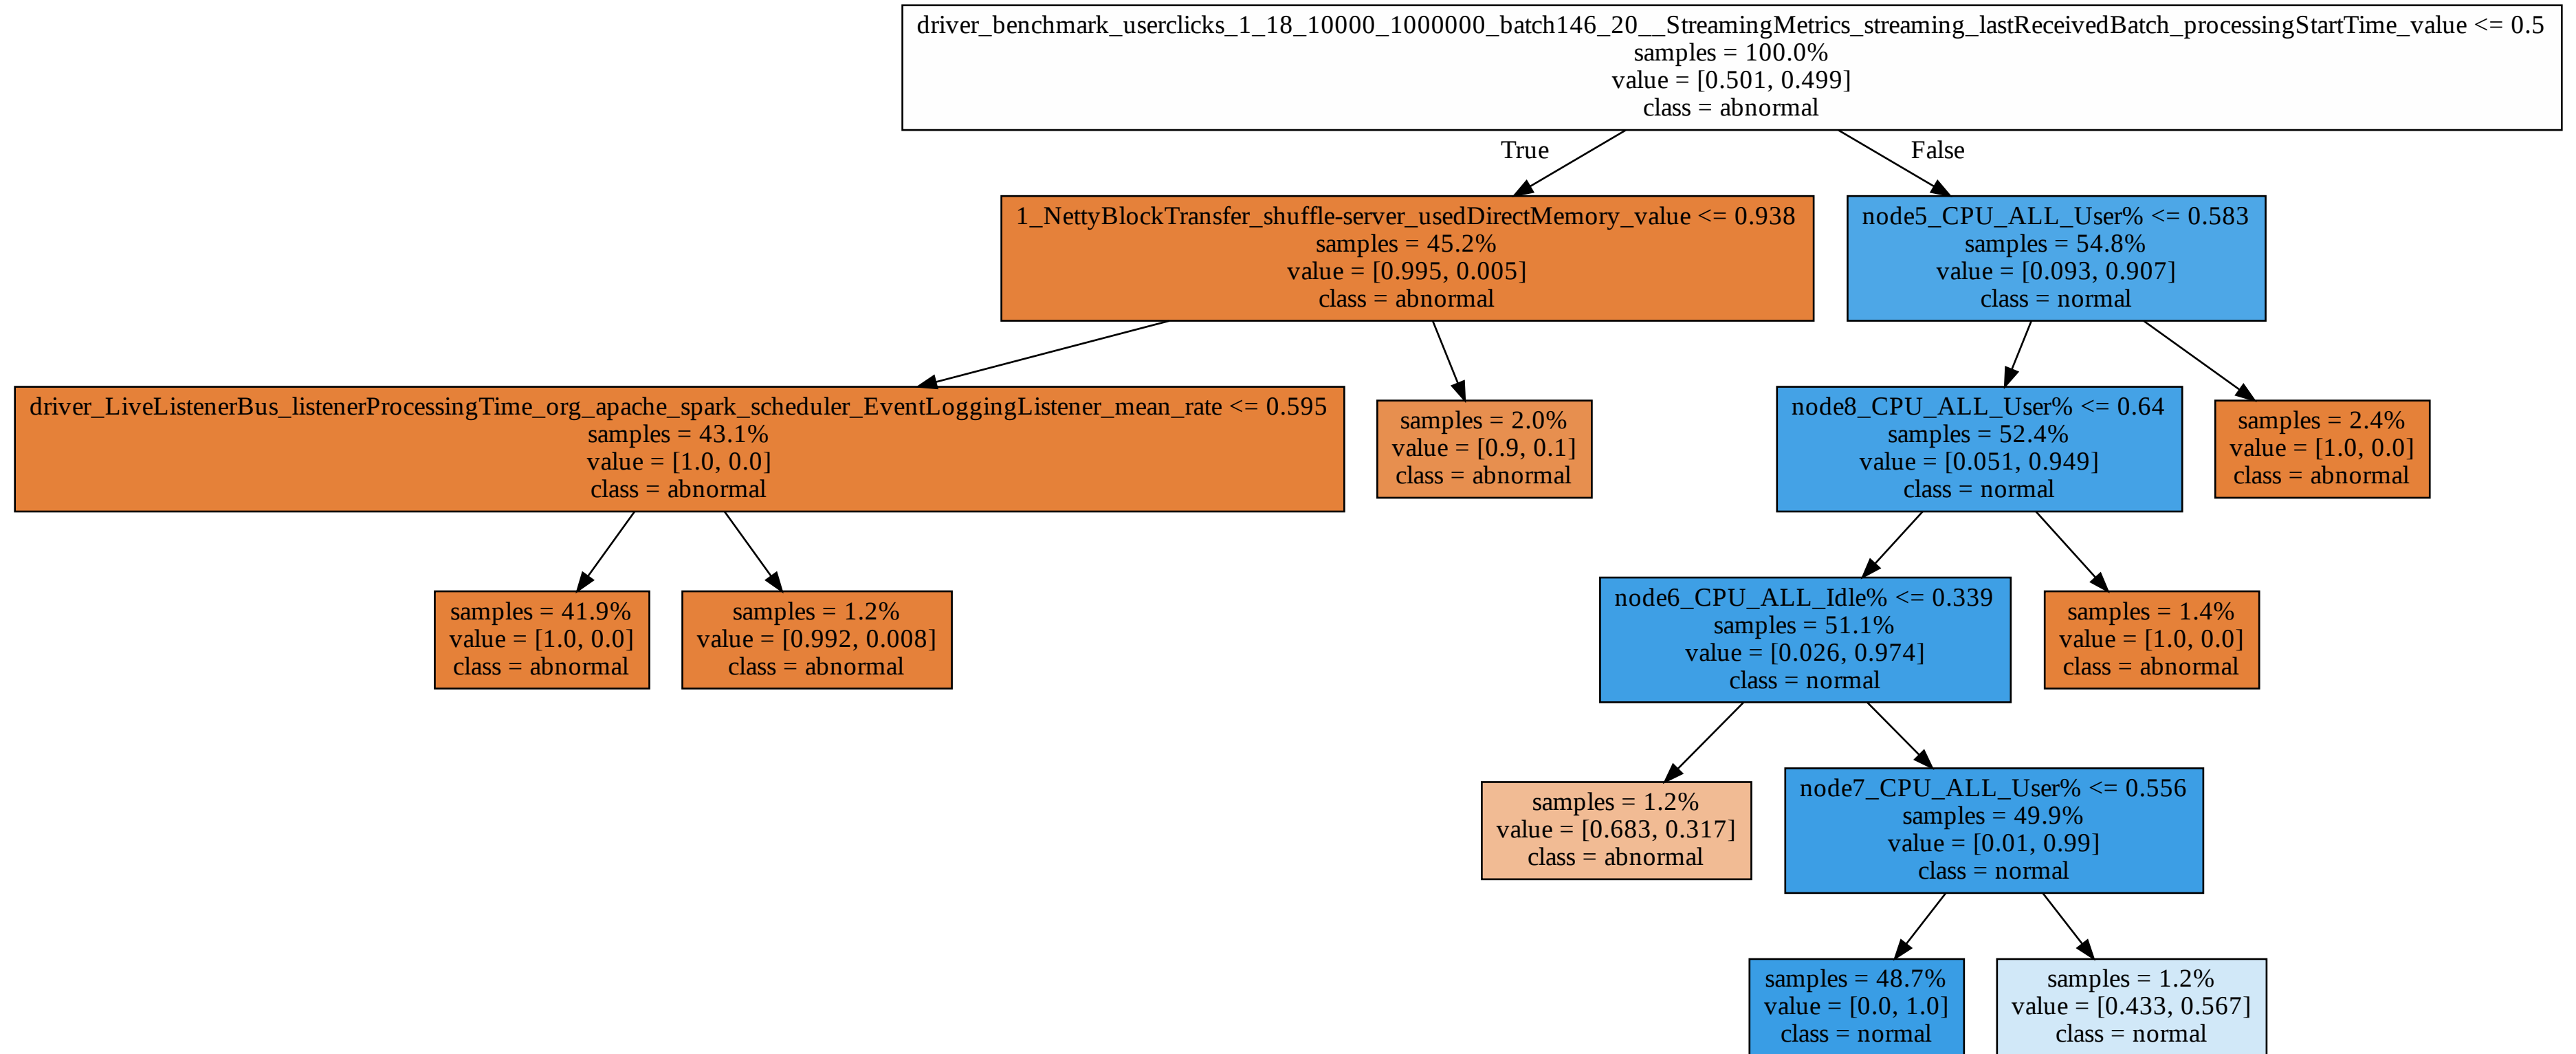 driver_benchmark_userclicks_1_18_10000_1000000_batch146_20__StreamingMetrics_streaming_lastReceivedBatch_processingStartTime_value <= 0.5
samples = 100.0%
value = [0.501, 0.499]
class = abnormal
True
False
1_NettyBlockTransfer_shuffle-server_usedDirectMemory_value <= 0.938
samples = 45.2%
value = [0.995, 0.005]
class = abnormal
node5_CPU_ALL_User% <= 0.583
samples = 54.8%
value = [0.093, 0.907]
class = normal
driver_LiveListenerBus_listenerProcessingTime_org_apache_spark_scheduler_EventLoggingListener_mean_rate <= 0.595
samples = 43.1%
value = [1.0, 0.0]
class = abnormal
samples = 2.0%
value = [0.9, 0.1]
class = abnormal
node8_CPU_ALL_User% <= 0.64
samples = 52.4%
value = [0.051, 0.949]
class = normal
samples = 2.4%
value = [1.0, 0.0]
class = abnormal
samples = 41.9%
value = [1.0, 0.0]
class = abnormal
samples = 1.2%
value = [0.992, 0.008]
class = abnormal
node6_CPU_ALL_Idle% <= 0.339
samples = 51.1%
value = [0.026, 0.974]
class = normal
samples = 1.4%
value = [1.0, 0.0]
class = abnormal
samples = 1.2%
value = [0.683, 0.317]
class = abnormal
node7_CPU_ALL_User% <= 0.556
samples = 49.9%
value = [0.01, 0.99]
class = normal
samples = 48.7%
value = [0.0, 1.0]
class = normal
samples = 1.2%
value = [0.433, 0.567]
class = normal